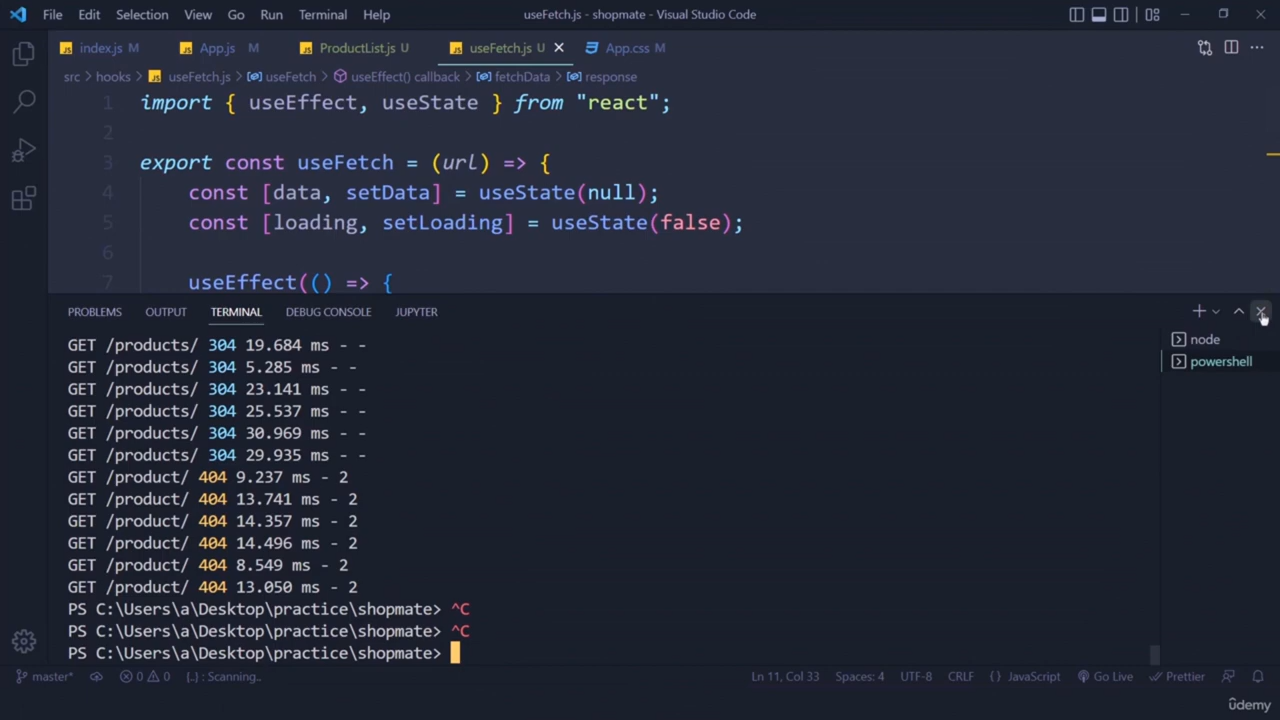 File Edit Selection View Go Run Terminal Help useFetch.js - shopmate - Visual Studio Code
index.js M App.js M ProductList.js U useFetch.js U App.css M
src > hooks > useFetch.js > useFetch > useEffect() callback > fetchData > response
1 import { useEffect, useState } from "react";
2
3 export const useFetch = (url) => {
4 const [data, setData] = useState(null);
5 const [loading, setLoading] = useState(false);
6
7 useEffect(() => {
PROBLEMS OUTPUT TERMINAL DEBUG CONSOLE JUPYTER
node
powershell
GET /products/ 304 19.684 ms - -
GET /products/ 304 5.285 ms - -
GET /products/ 304 23.141 ms - -
GET /products/ 304 25.537 ms - -
GET /products/ 304 30.969 ms - -
GET /products/ 304 29.935 ms - -
GET /product/ 404 9.237 ms - 2
GET /product/ 404 13.741 ms - 2
GET /product/ 404 14.357 ms - 2
GET /product/ 404 14.496 ms - 2
GET /product/ 404 8.549 ms - 2
GET /product/ 404 13.050 ms - 2
PS C:\Users\a\Desktop\practice\shopmate> ^C
PS C:\Users\a\Desktop\practice\shopmate> ^C
PS C:\Users\a\Desktop\practice\shopmate>
master* 0 0 {..} : Scanning.. Ln 11, Col 33 Spaces: 4 UTF-8 CRLF {} JavaScript Go Live Prettier
ûdemy